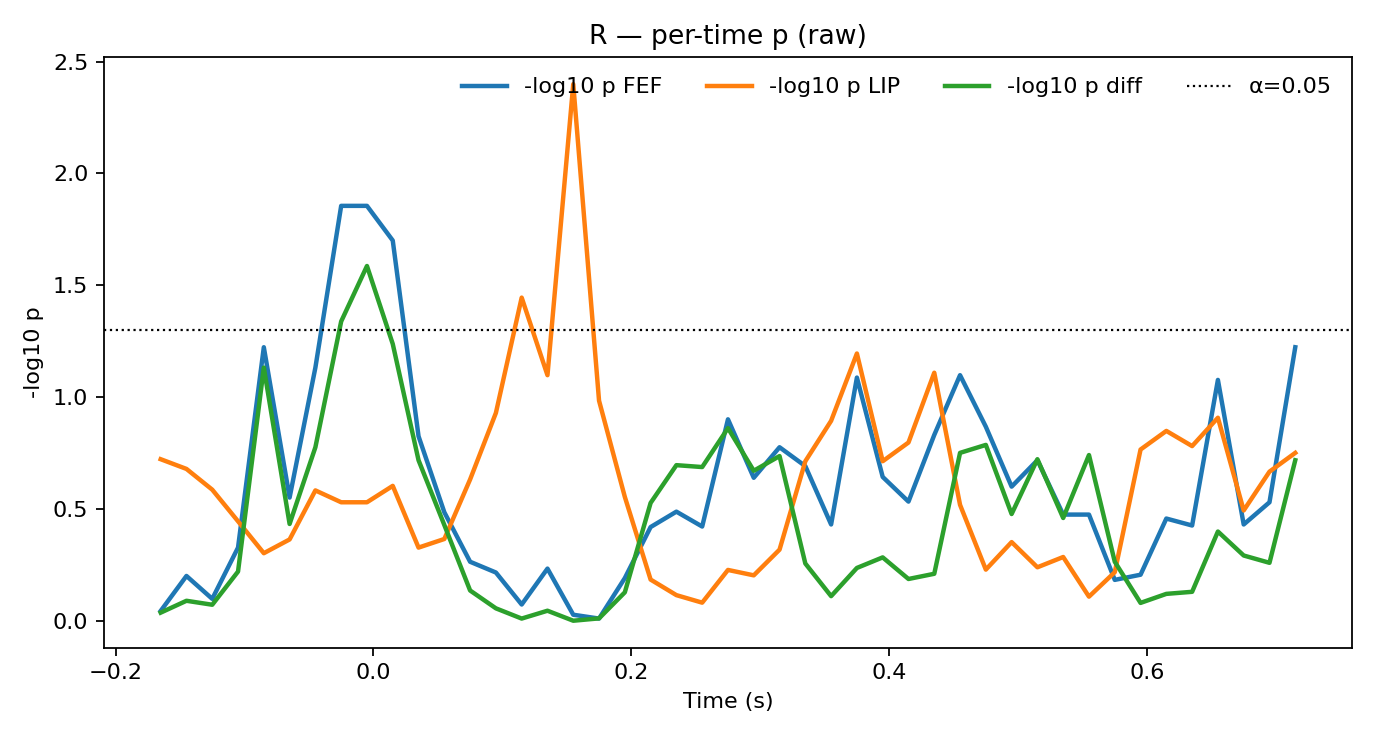 R — per-time p (raw)
-log10 p FEF -log10 p LIP -log10 p diff α=0.05
2.5
2.0
1.5
1.0
0.5
0.0
-log10 p
−0.2 0.0 0.2 0.4 0.6
Time (s)